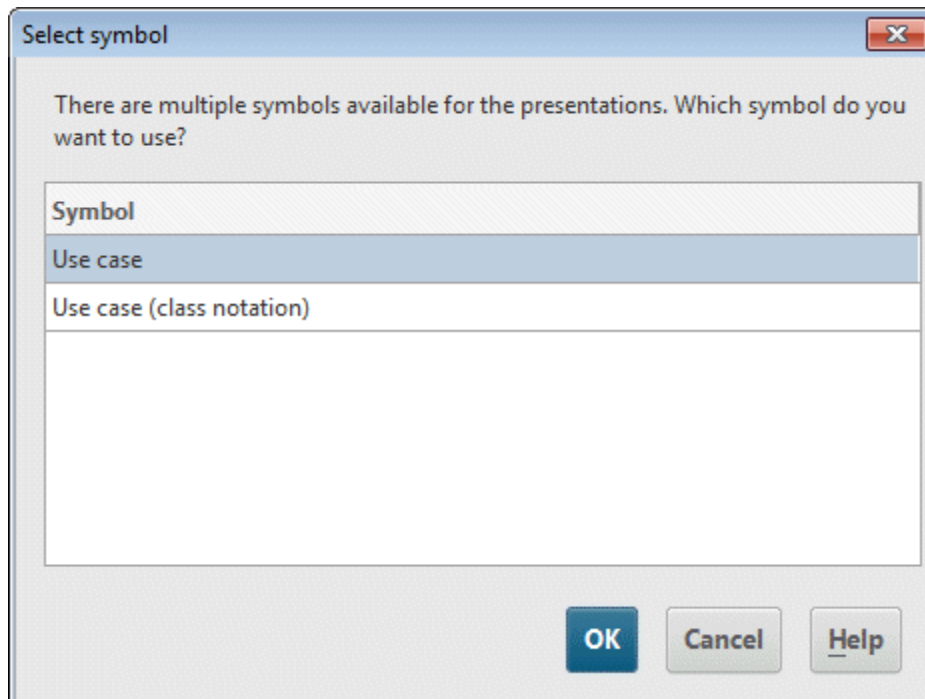 Select symbol
There are multiple symbols available for the presentations. Which symbol do you
want to use?
Symbol
Use case
Use case (class notation)
OK Cancel Help